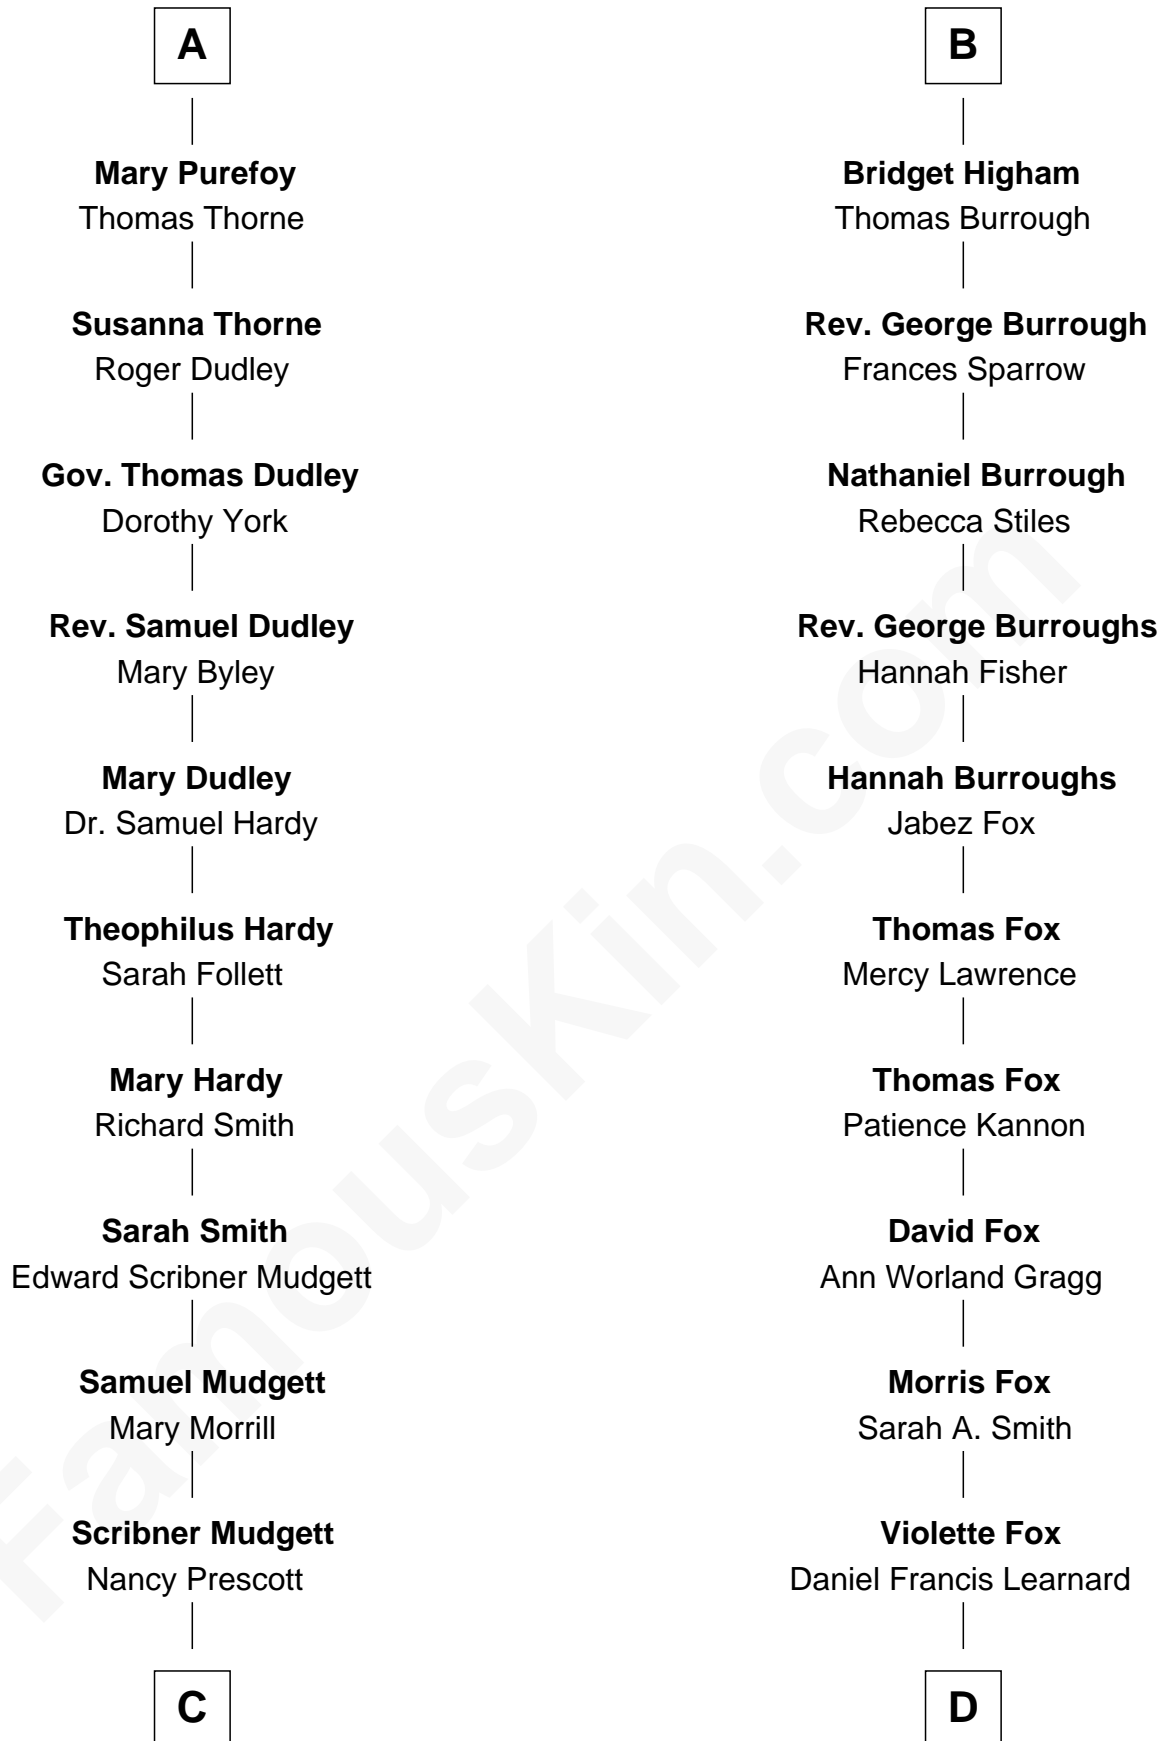 A
Mary Purefoy
Thomas Thorne
Susanna Thorne
Roger Dudley
Gov. Thomas Dudley
Dorothy York
Rev. Samuel Dudley
Mary Byley
Mary Dudley
Dr. Samuel Hardy
Theophilus Hardy
Sarah Follett
Mary Hardy
Richard Smith
Sarah Smith
Edward Scribner Mudgett
Samuel Mudgett
Mary Morrill
Scribner Mudgett
Nancy Prescott
C
B
Bridget Higham
Thomas Burrough
Rev. George Burrough
Frances Sparrow
Nathaniel Burrough
Rebecca Stiles
Rev. George Burroughs
Hannah Fisher
Hannah Burroughs
Jabez Fox
Thomas Fox
Mercy Lawrence
Thomas Fox
Patience Kannon
David Fox
Ann Worland Gragg
Morris Fox
Sarah A. Smith
Violette Fox
Daniel Francis Learnard
D
FamousKin.com